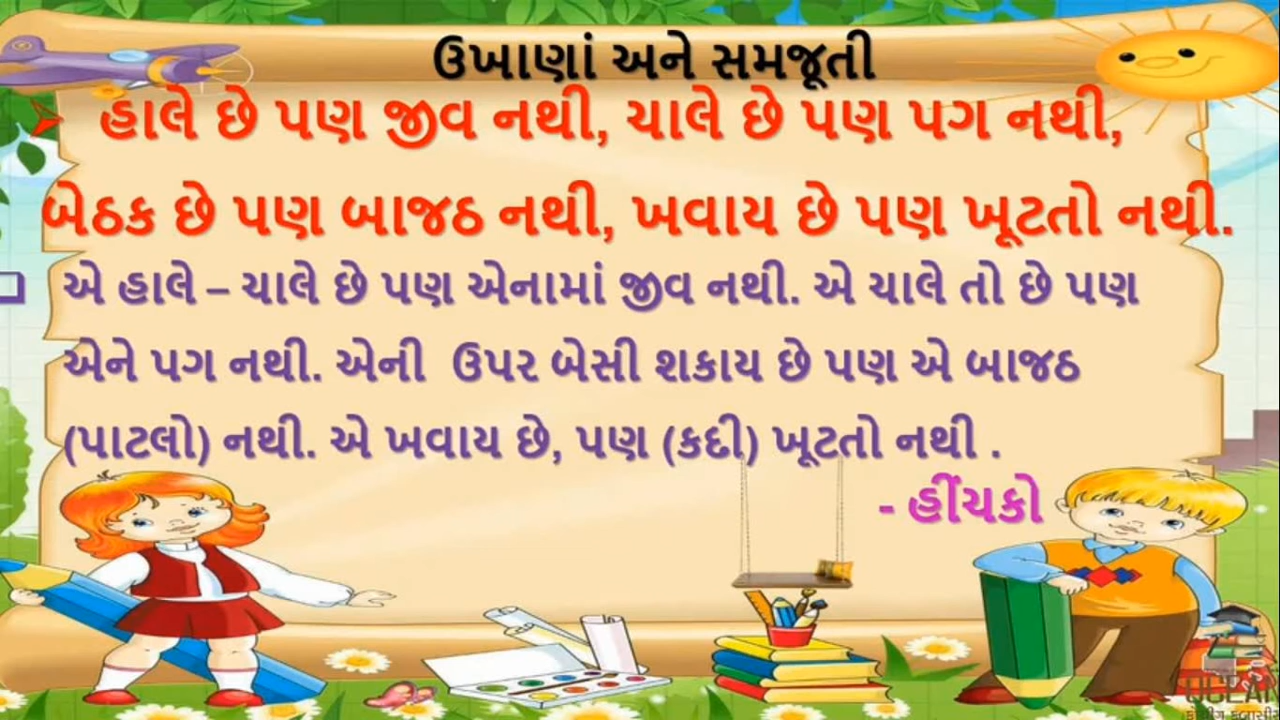 ઉખાણાં અને સમજૂતી
હાલે છે પણ જીવ નથી, ચાલે છે પણ પગ નથી,
બેઠક છે પણ બાજઠ નથી, ખવાય છે પણ ખૂટતો નથી.
એ હાલે – ચાલે છે પણ એનામાં જીવ નથી. એ ચાલે તો છે પણ
એને પગ નથી. એની ઉપર બેસી શકાય છે પણ એ બાજઠ
(પાટલો) નથી. એ ખવાય છે, પણ (કદી) ખૂટતો નથી .
- હીંચકો